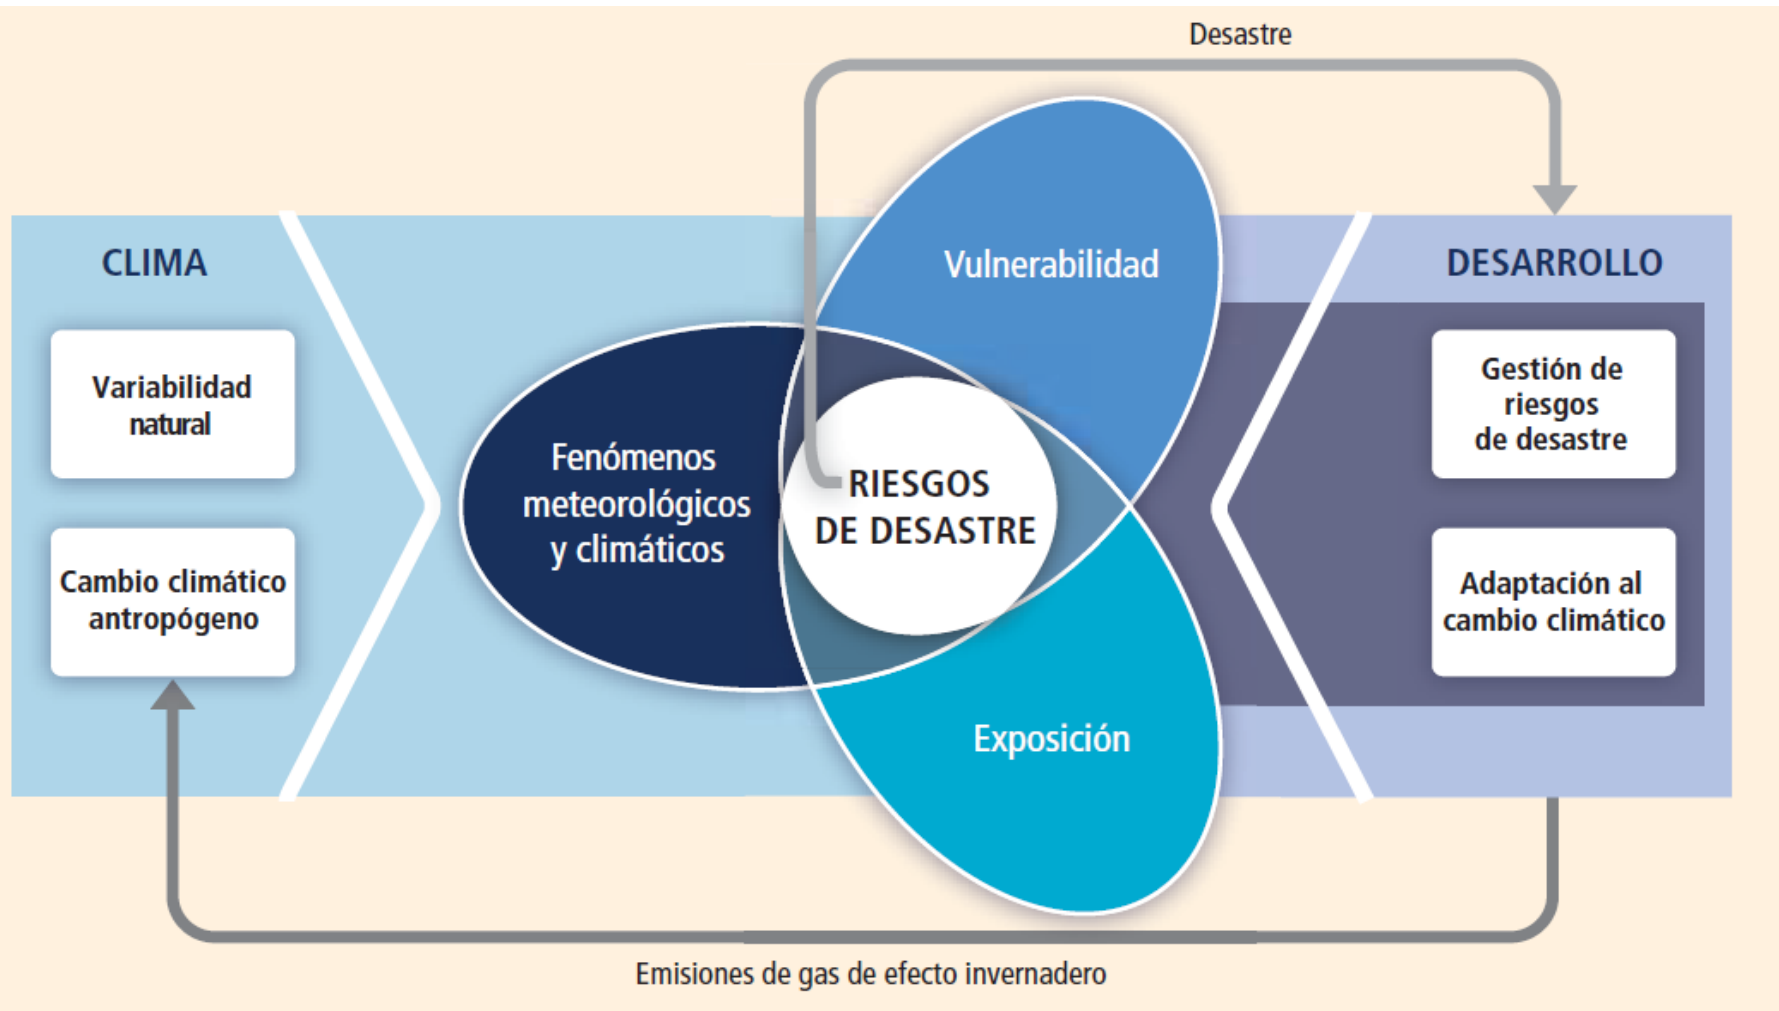 Desastre
CLIMA
Variabilidad
natural
Cambio climático
antropógeno
Fenómenos
meteorológicos
y climáticos
Vulnerabilidad
RIESGOS
DE DESASTRE
Exposición
DESARROLLO
Gestión de
riesgos
de desastre
Adaptación al
cambio climático
Emisiones de gas de efecto invernadero